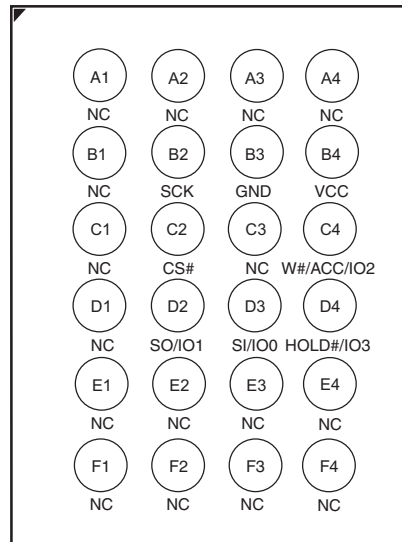 A1 A2 A3 A4
NC NC NC NC
B1 B2 B3 B4
NC SCK GND VCC
C1 C2 C3 C4
NC CS# NC W#/ACC/IO2
D1 D2 D3 D4
NC SO/IO1 SI/IO0 HOLD#/IO3
E1 E2 E3 E4
NC NC NC NC
F1 F2 F3 F4
NC NC NC NC